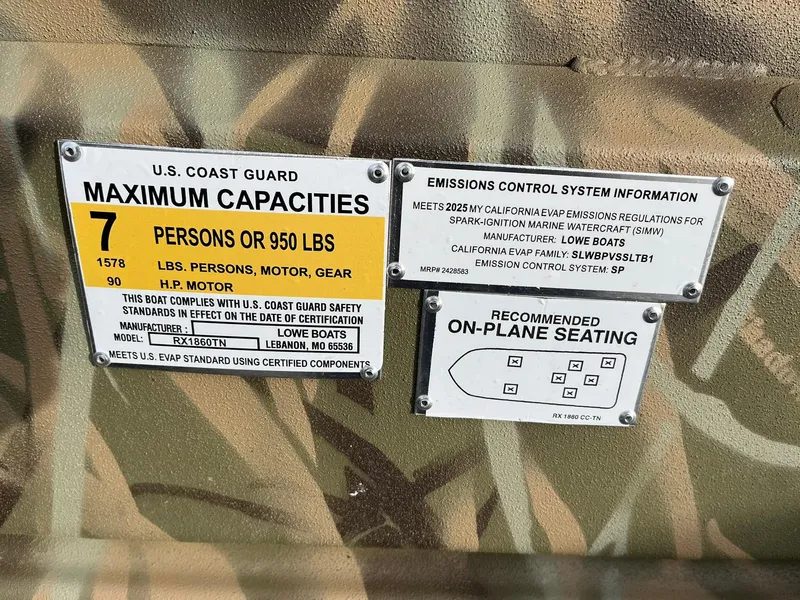 U.S. COAST GUARD
MAXIMUM CAPACITIES
7 PERSONS OR 950 LBS
1578 LBS. PERSONS, MOTOR, GEAR
90 H.P. MOTOR
THIS BOAT COMPLIES WITH U.S. COAST GUARD SAFETY
STANDARDS IN EFFECT ON THE DATE OF CERTIFICATION
MANUFACTURER : LOWE BOATS
MODEL: RX1860TN LEBANON, MO 65536
MEETS U.S. EVAP STANDARD USING CERTIFIED COMPONENTS
EMISSIONS CONTROL SYSTEM INFORMATION
MEETS 2025 MY CALIFORNIA EVAP EMISSIONS REGULATIONS FOR
SPARK-IGNITION MARINE WATERCRAFT (SIMW)
MANUFACTURER: LOWE BOATS
CALIFORNIA EVAP FAMILY: SLWBPVSSLTB1
EMISSION CONTROL SYSTEM: SP
MRP# 2428583
RECOMMENDED
ON-PLANE SEATING
RX 1860 CC-TN